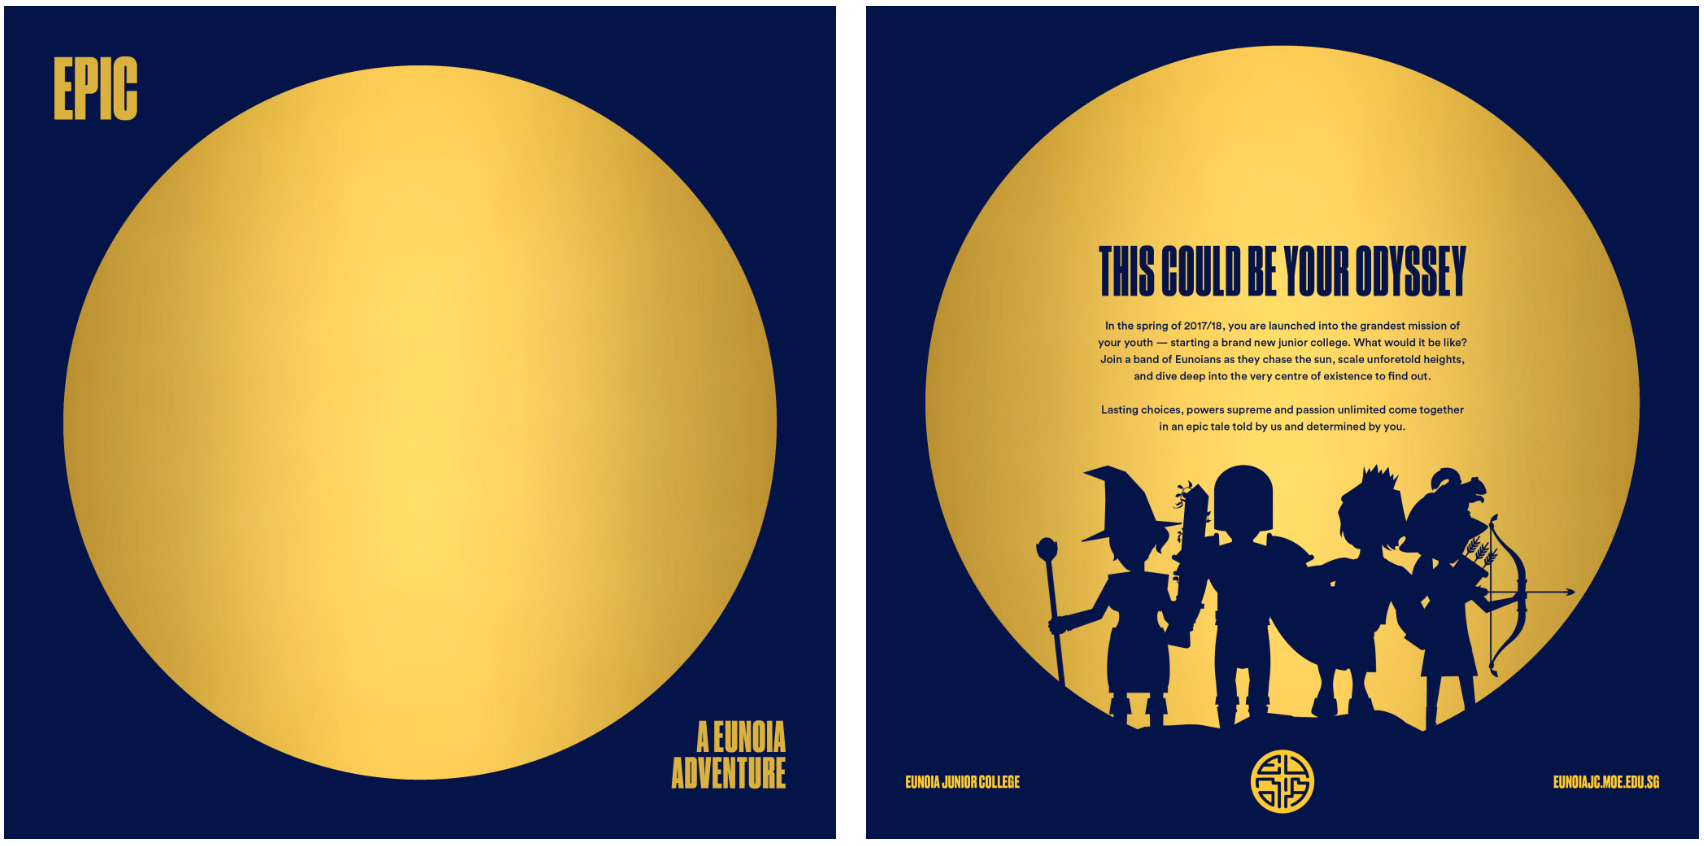 EPIC
A EUNOIA
ADVENTURE
THIS COULD BE YOUR ODYSSEY
In the spring of 2017/18, you are launched into the grandest mission of
your youth — starting a brand new junior college. What would it be like?
Join a band of Eunoians as they chase the sun, scale unforetold heights,
and dive deep into the very centre of existence to find out.
Lasting choices, powers supreme and passion unlimited come together
in an epic tale told by us and determined by you.
EUNOIA JUNIOR COLLEGE
EUNOIAJC.MOE.EDU.SG